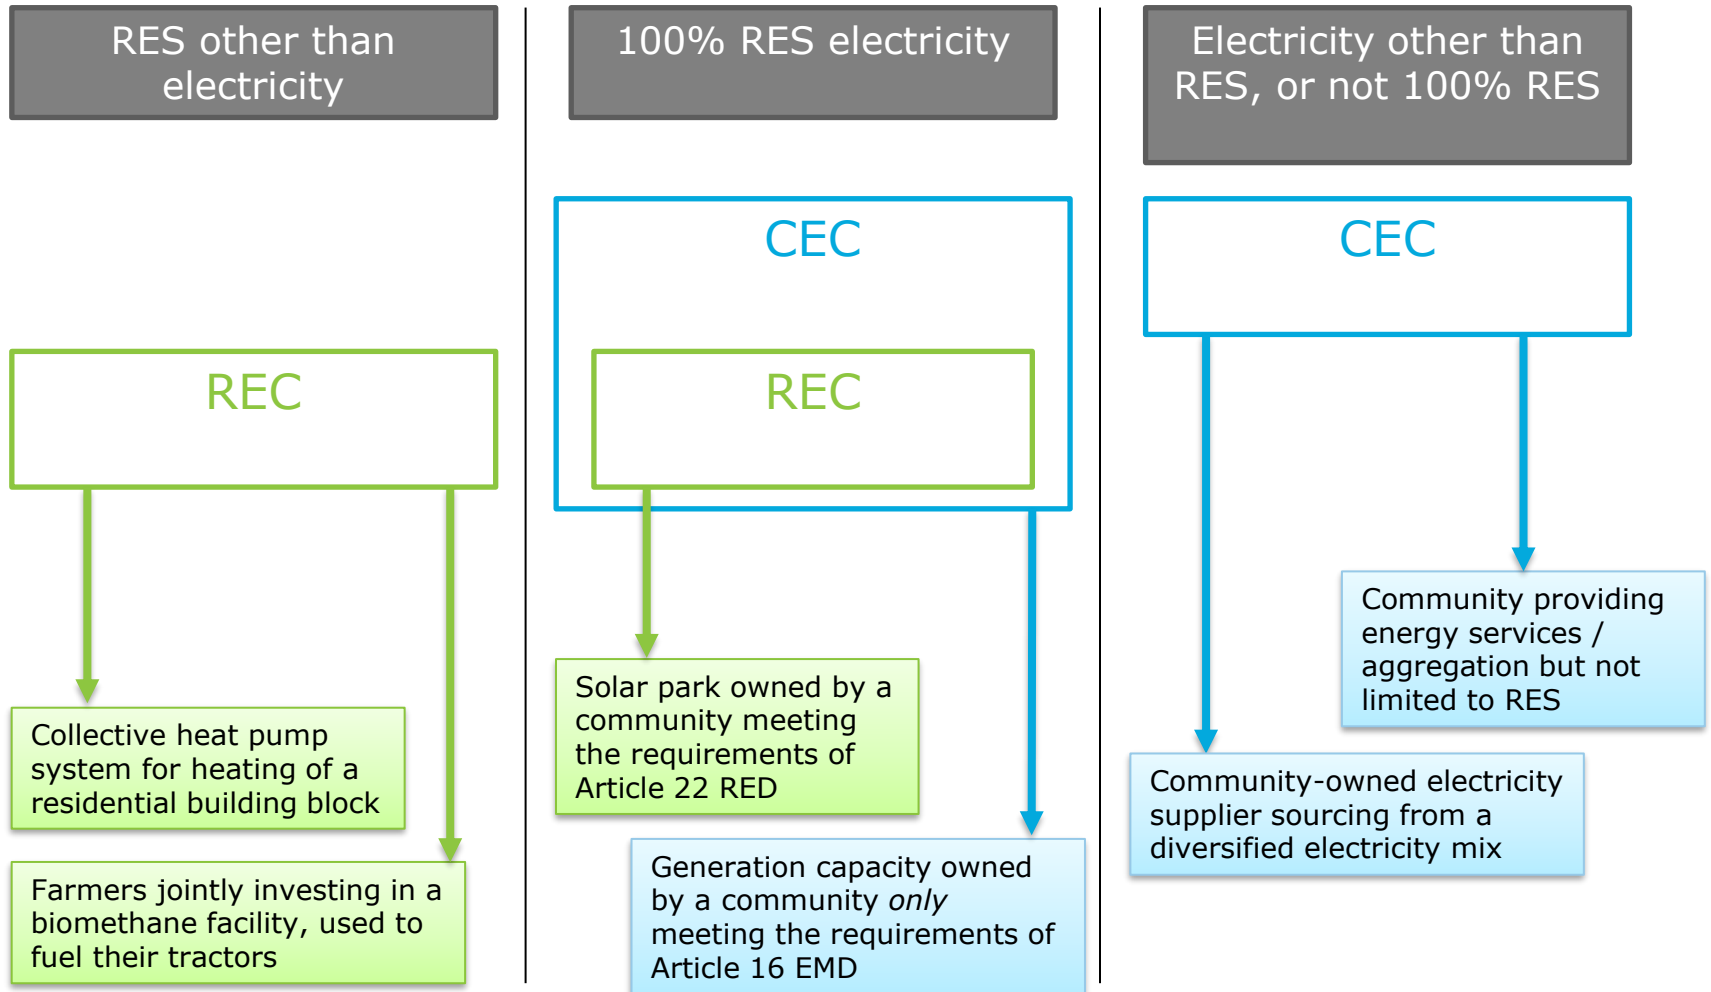 RES other than
electricity
100% RES electricity
Electricity other than
RES, or not 100% RES
REC
CEC
REC
CEC
Collective heat pump
system for heating of a
residential building block
Farmers jointly investing in a
biomethane facility, used to
fuel their tractors
Solar park owned by a
community meeting
the requirements of
Article 22 RED
Generation capacity owned
by a community only
meeting the requirements of
Article 16 EMD
Community providing
energy services /
aggregation but not
limited to RES
Community-owned electricity
supplier sourcing from a
diversified electricity mix